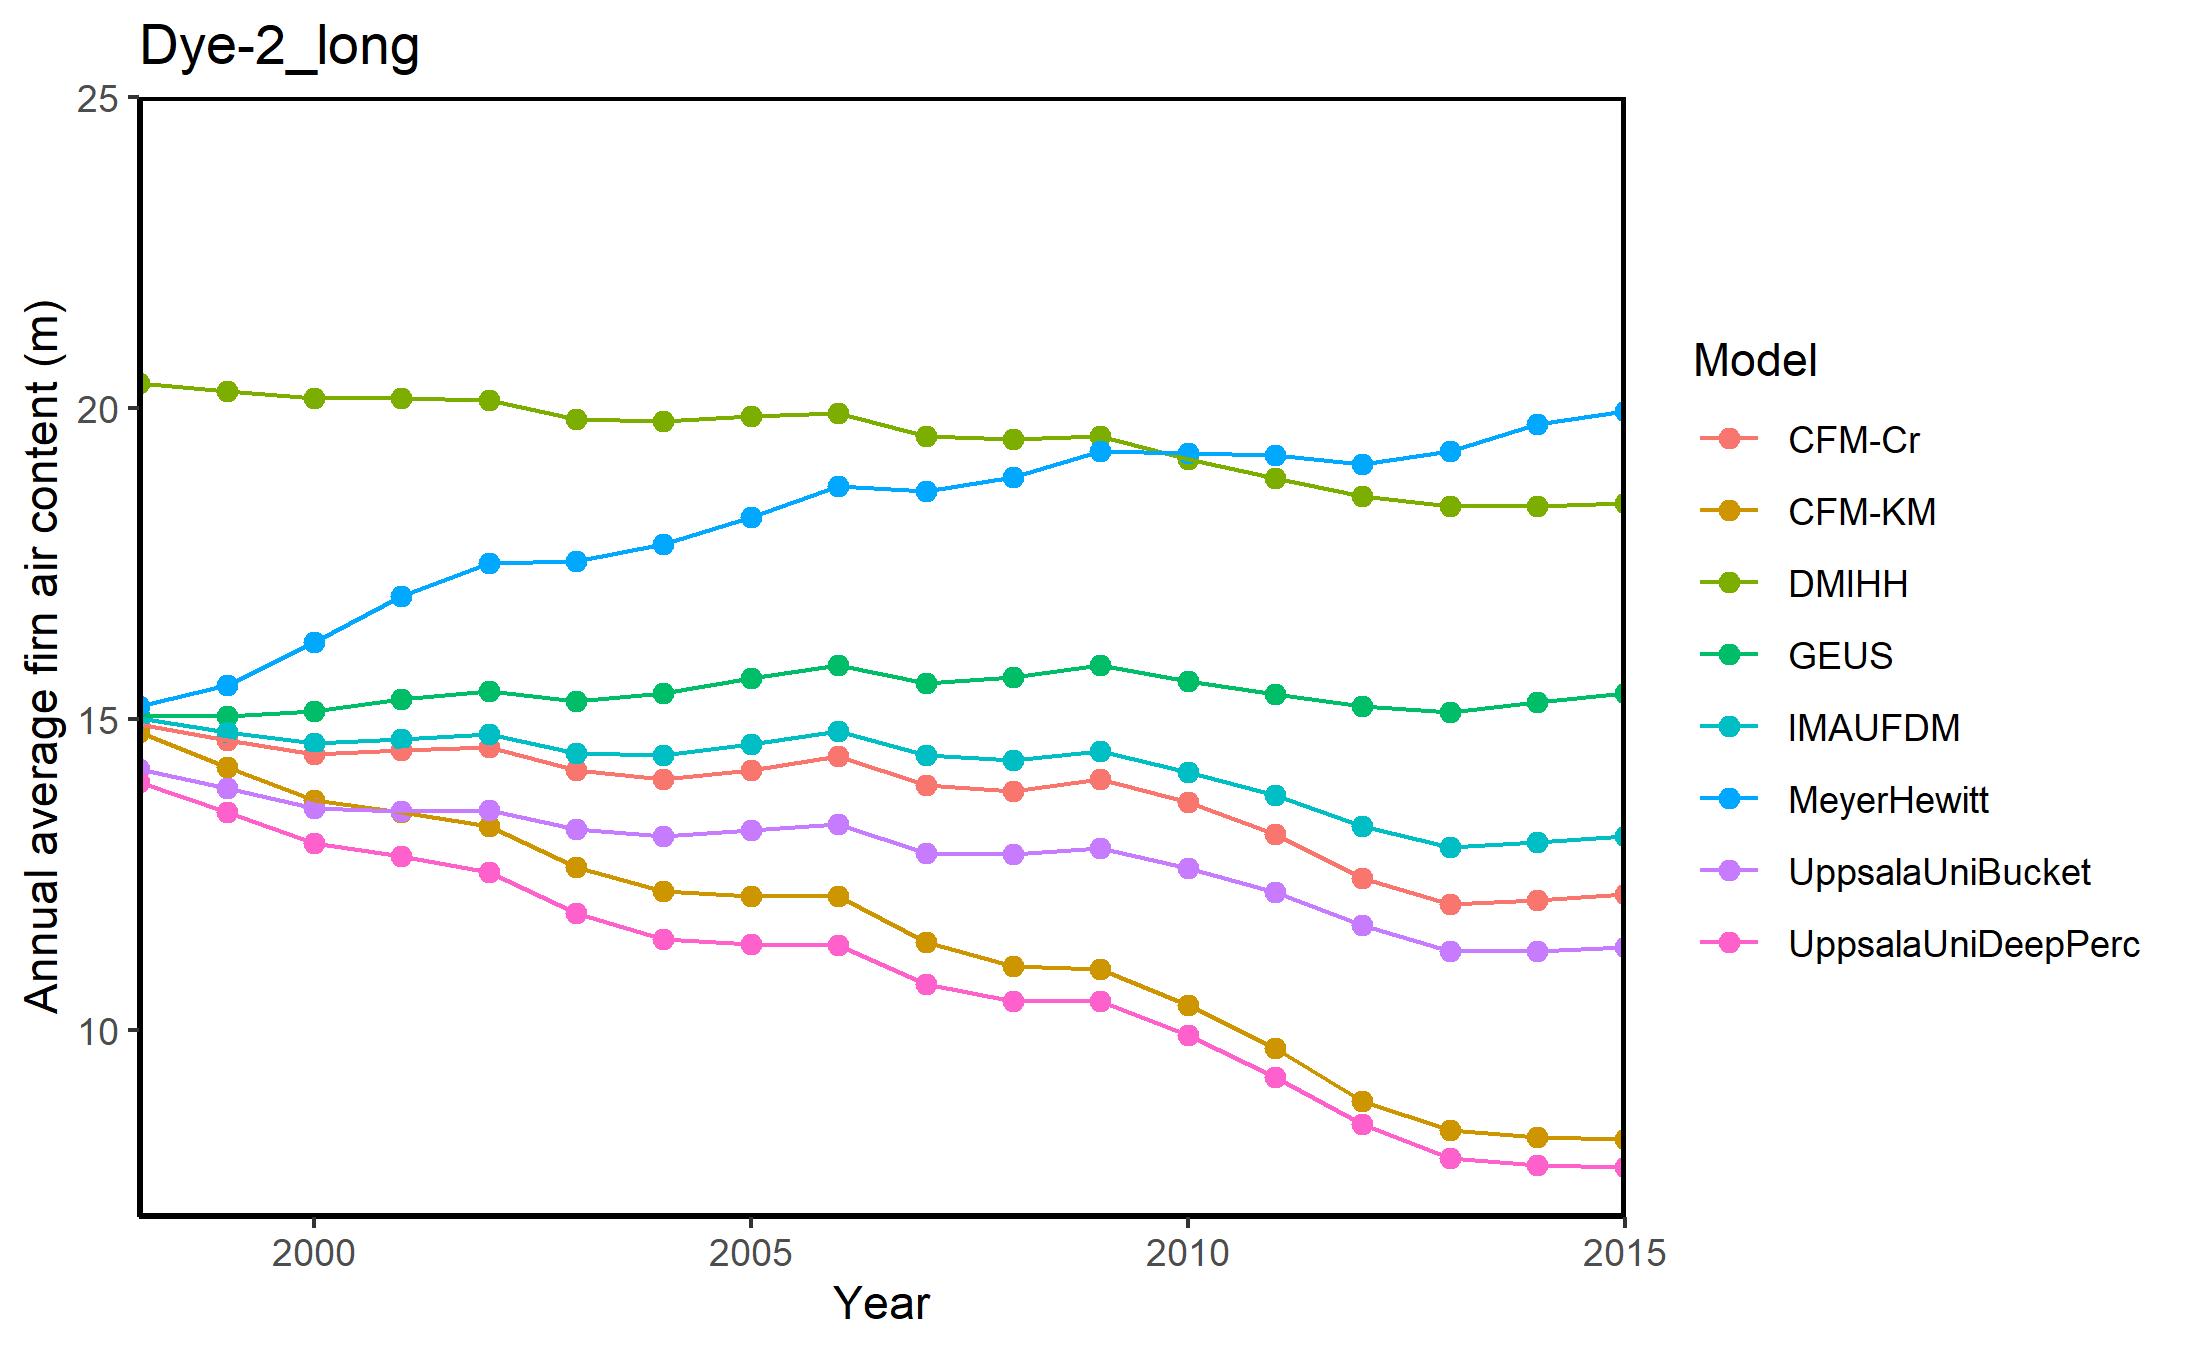 Dye-2_long
25
20
15
10
Annual average firn air content (m)
2000
2005
2010
2015
Year
Model
CFM-Cr
CFM-KM
DMIHH
GEUS
IMAUFDM
MeyerHewitt
UppsalaUniBucket
UppsalaUniDeepPerc